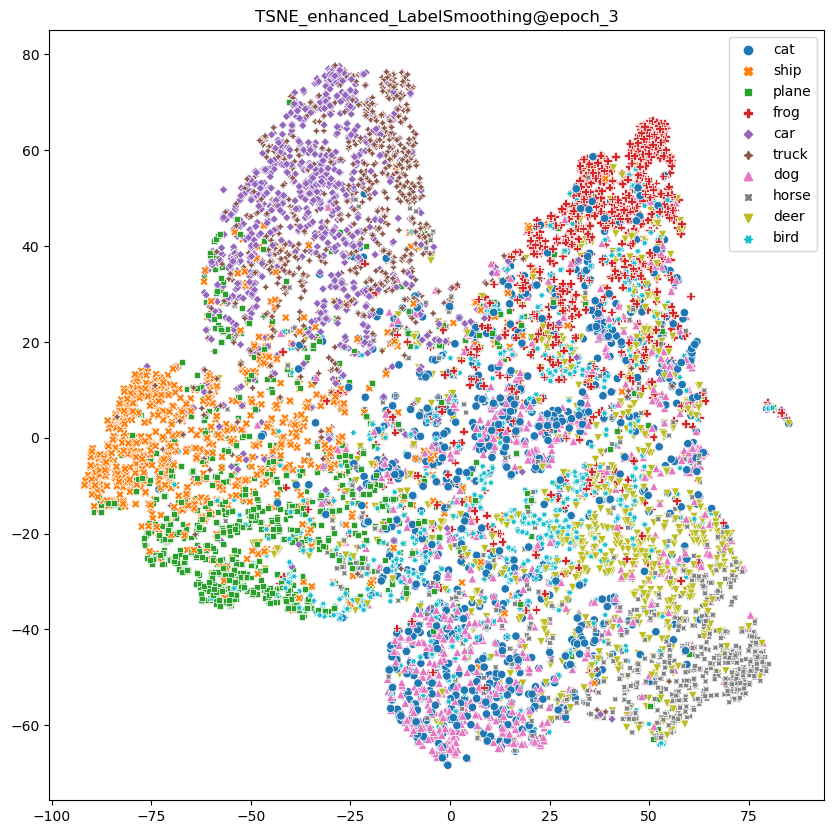 TSNE_enhanced_LabelSmoothing@epoch_3
cat
ship
plane
frog
car
truck
dog
horse
deer
bird
80
60
40
20
0
−20
−40
−60
−100
−75
−50
−25
0
25
50
75